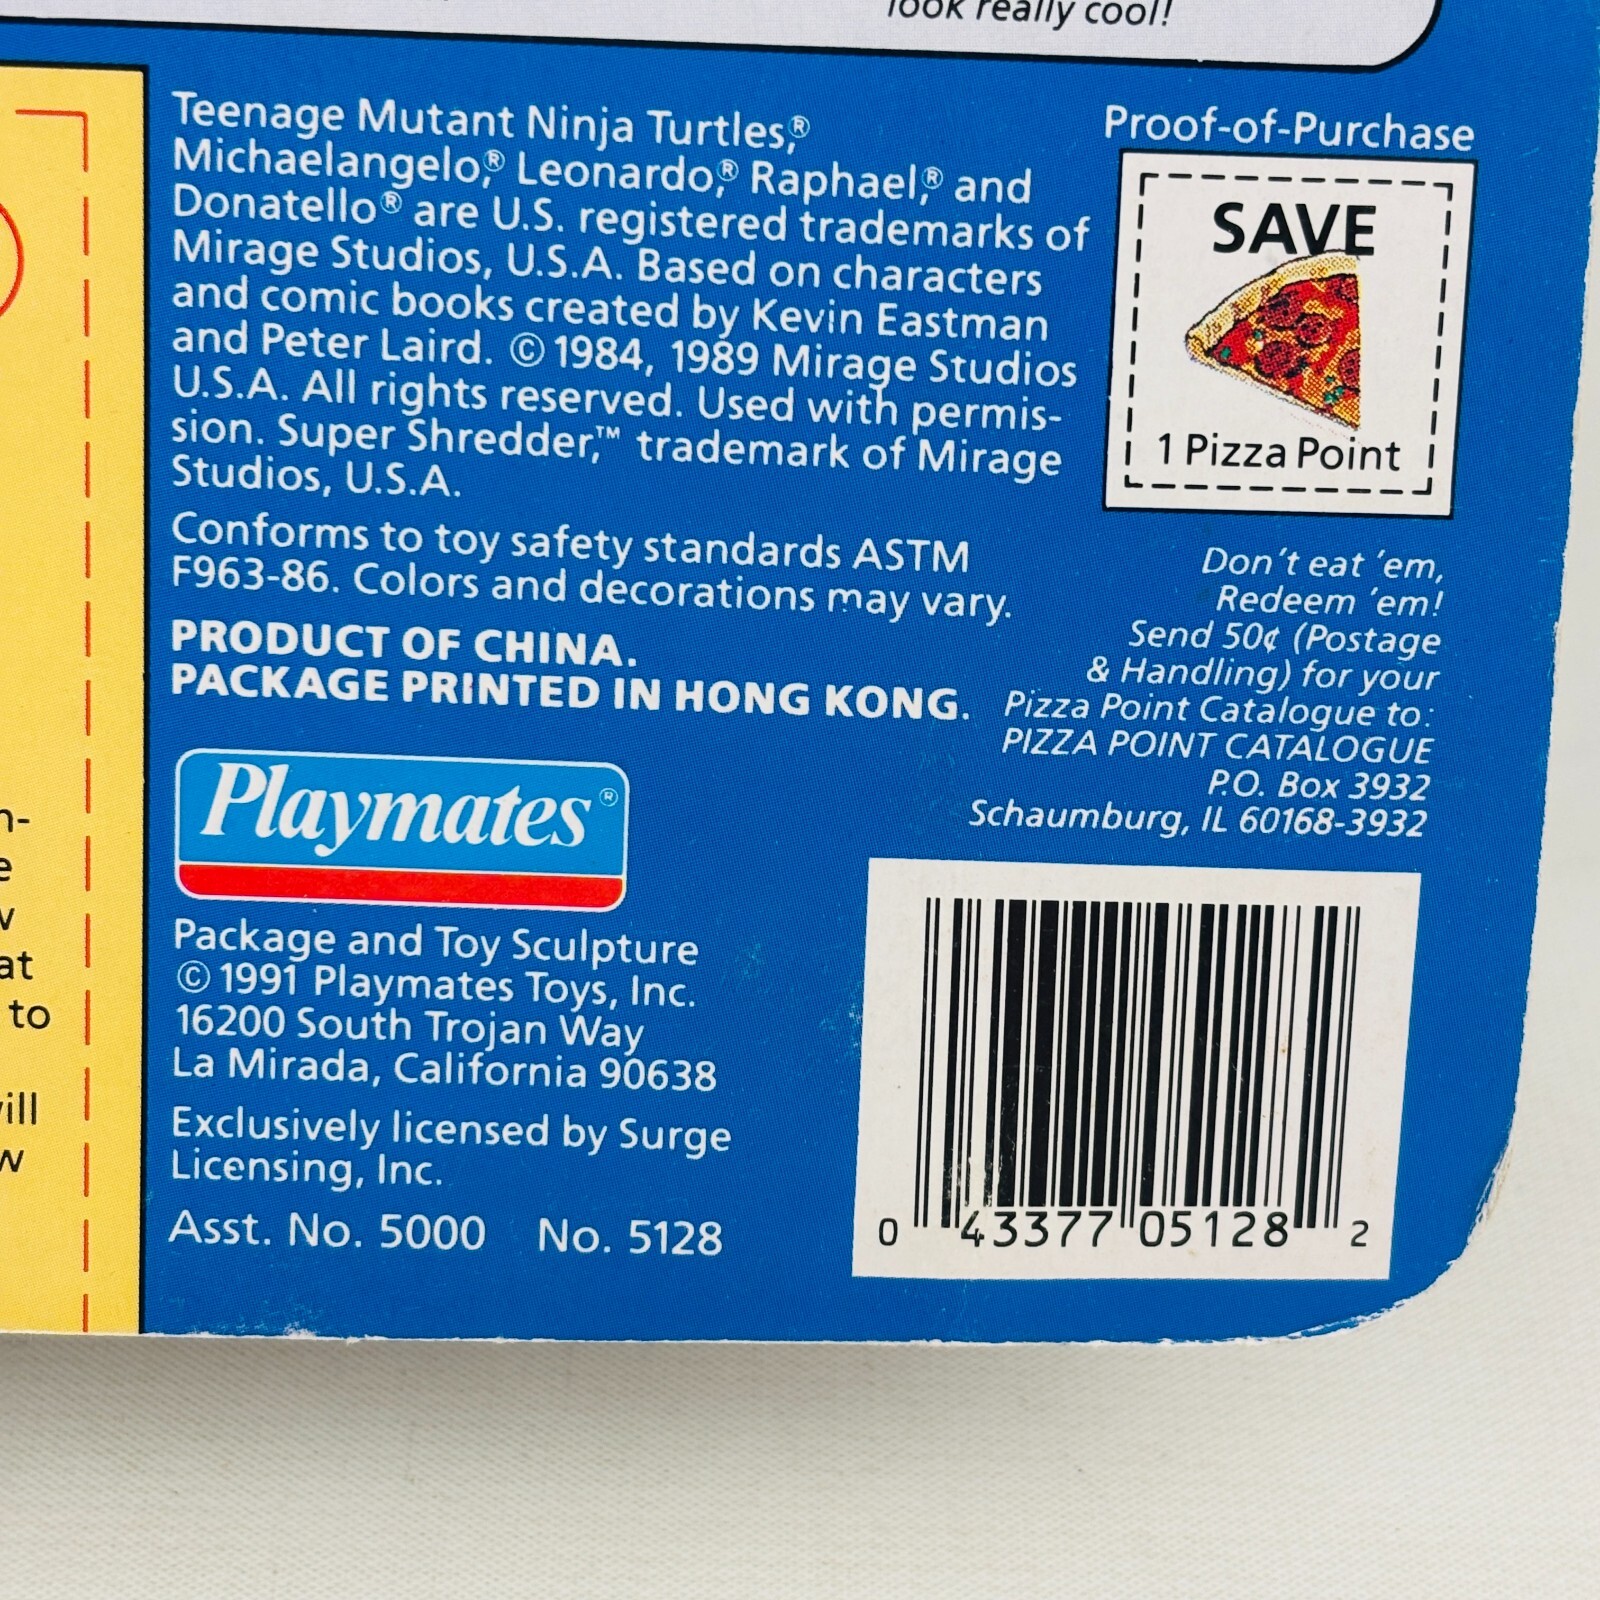 look really cool!
Teenage Mutant Ninja Turtles,®
Michaelangelo,® Leonardo,® Raphael,® and
Donatello® are U.S. registered trademarks of
Mirage Studios, U.S.A. Based on characters
and comic books created by Kevin Eastman
and Peter Laird. © 1984, 1989 Mirage Studios
U.S.A. All rights reserved. Used with permis-
sion. Super Shredder,™ trademark of Mirage
Studios, U.S.A.
Conforms to toy safety standards ASTM
F963-86. Colors and decorations may vary.
PRODUCT OF CHINA.
PACKAGE PRINTED IN HONG KONG.
Playmates®
Package and Toy Sculpture
© 1991 Playmates Toys, Inc.
16200 South Trojan Way
La Mirada, California 90638
Exclusively licensed by Surge
Licensing, Inc.
Asst. No. 5000 No. 5128
Proof-of-Purchase
SAVE
1 Pizza Point
Don't eat 'em,
Redeem 'em!
Send 50¢ (Postage
& Handling) for your
Pizza Point Catalogue to:
PIZZA POINT CATALOGUE
P.O. Box 3932
Schaumburg, IL 60168-3932
0 43377 05128 2
at
to